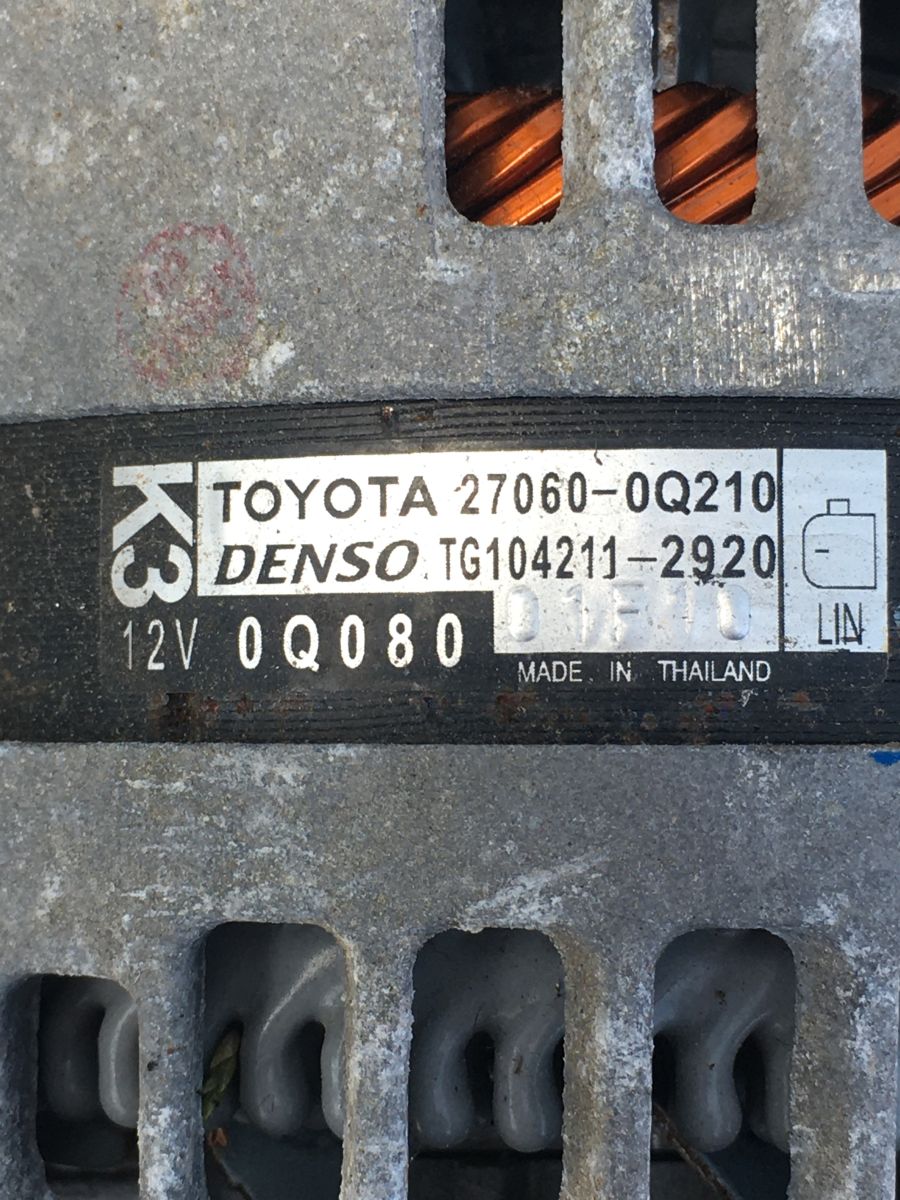 K3
TOYOTA 27060-0Q210
DENSO TG104211-2920
12V 0Q080
LIN
MADE IN THAILAND